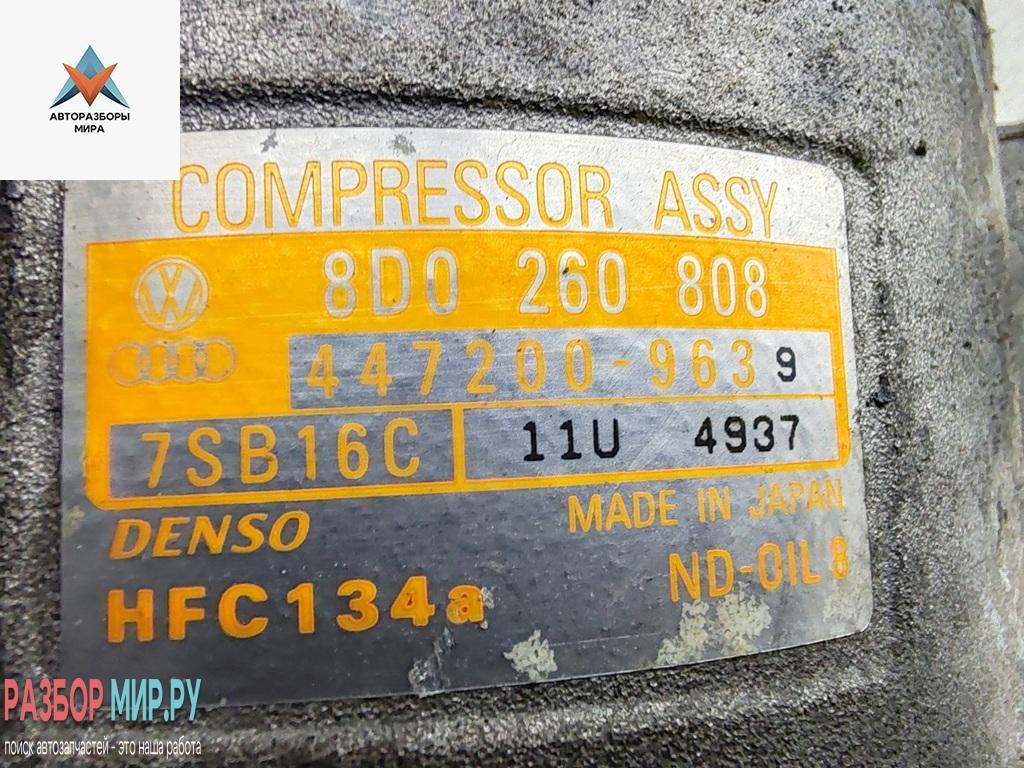 АВТОРАЗБОРЫ
МИРА
COMPRESSOR ASSY
8D0 260 808
447200-9639
7SB16C 11U 4937
DENSO MADE IN JAPAN
HFC134a ND-OIL 8
РАЗБОР МИР.РУ
поиск автозапчастей - это наша работа